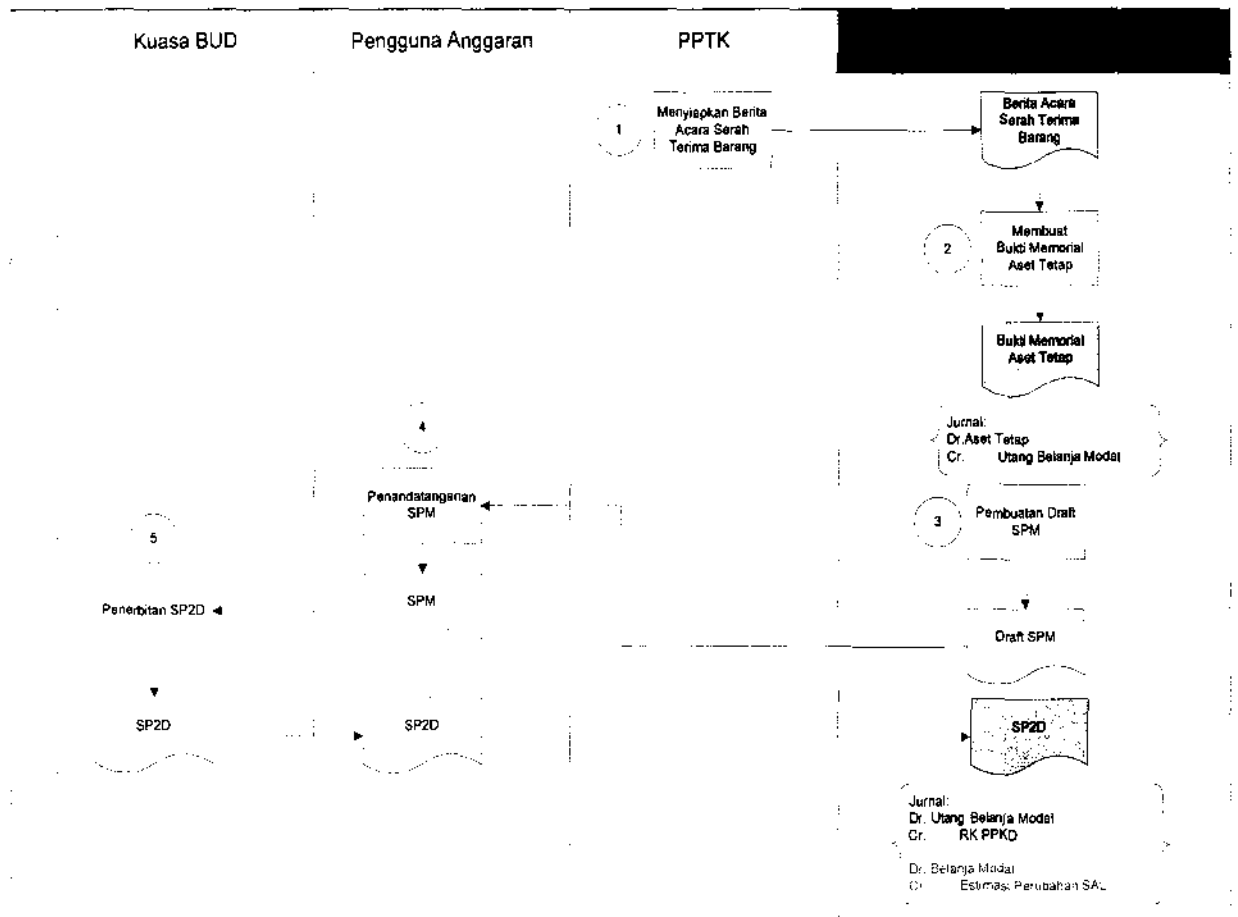 Kuasa BUD
Pengguna Anggaran
PPTK
1
Menyiapkan Berita
Acara Serah
Terima Barang
Berita Acara
Serah Terima
Barang
2
Membuat
Bukti Memorial
Aset Tetap
Bukti Memorial
Aset Tetap
Jurnal:
Dr.Aset Tetap
Cr. Utang Belanja Modal
3
Pembuatan Draft
SPM
Draft SPM
4
Penandatanganan
SPM
SPM
5
Penerbitan SP2D
SP2D
SP2D
SP2D
Jurnal:
Dr. Utang Belanja Modal
Cr. RK PPKD
Dr. Belanja Modal
Cr. Estimasi Perubahan SAL